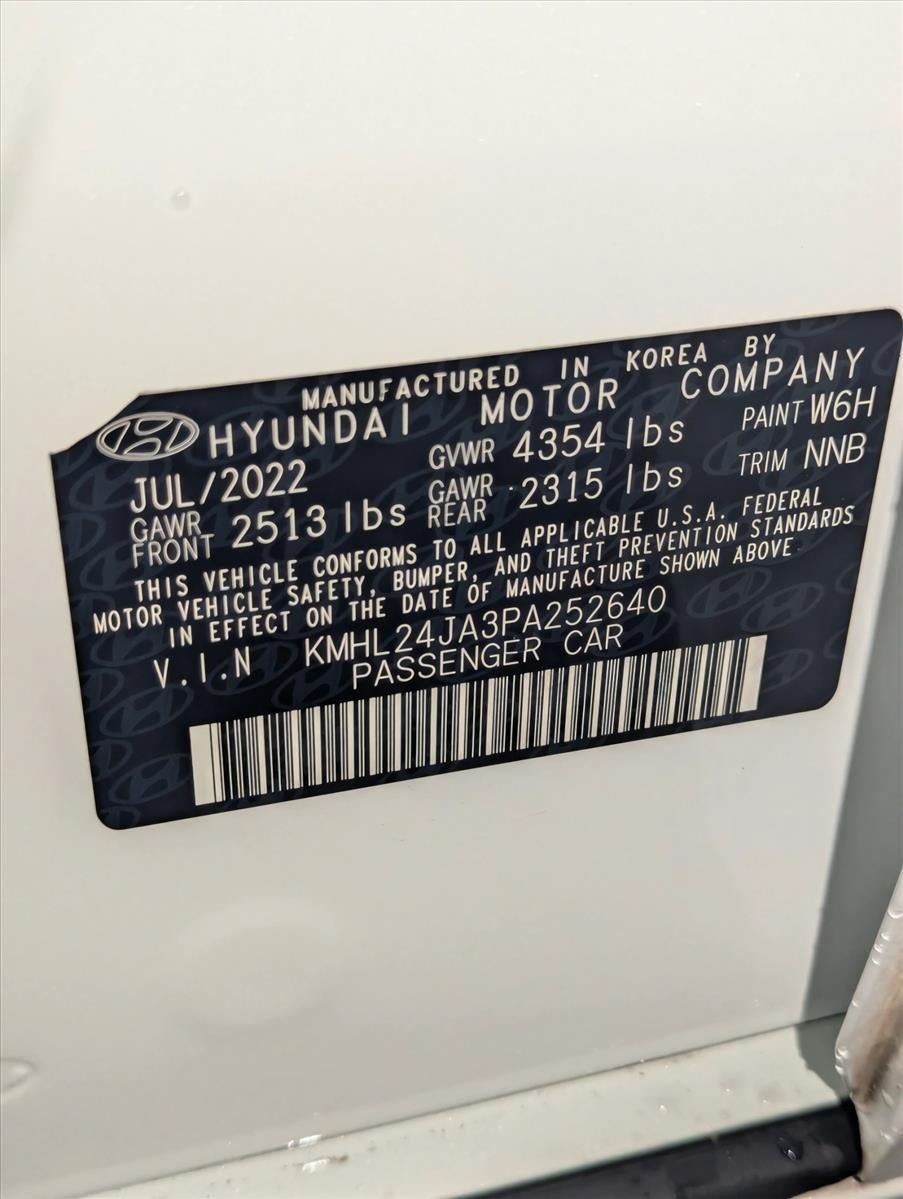 MANUFACTURED IN KOREA BY
HYUNDAI MOTOR COMPANY
JUL/2022 GVWR 4354 lbs PAINT W6H
GAWR FRONT 2513 lbs GAWR REAR 2315 lbs TRIM NNB
THIS VEHICLE CONFORMS TO ALL APPLICABLE U.S.A. FEDERAL
MOTOR VEHICLE SAFETY, BUMPER, AND THEFT PREVENTION STANDARDS
IN EFFECT ON THE DATE OF MANUFACTURE SHOWN ABOVE.
V.I.N KMHL24JA3PA252640
PASSENGER CAR